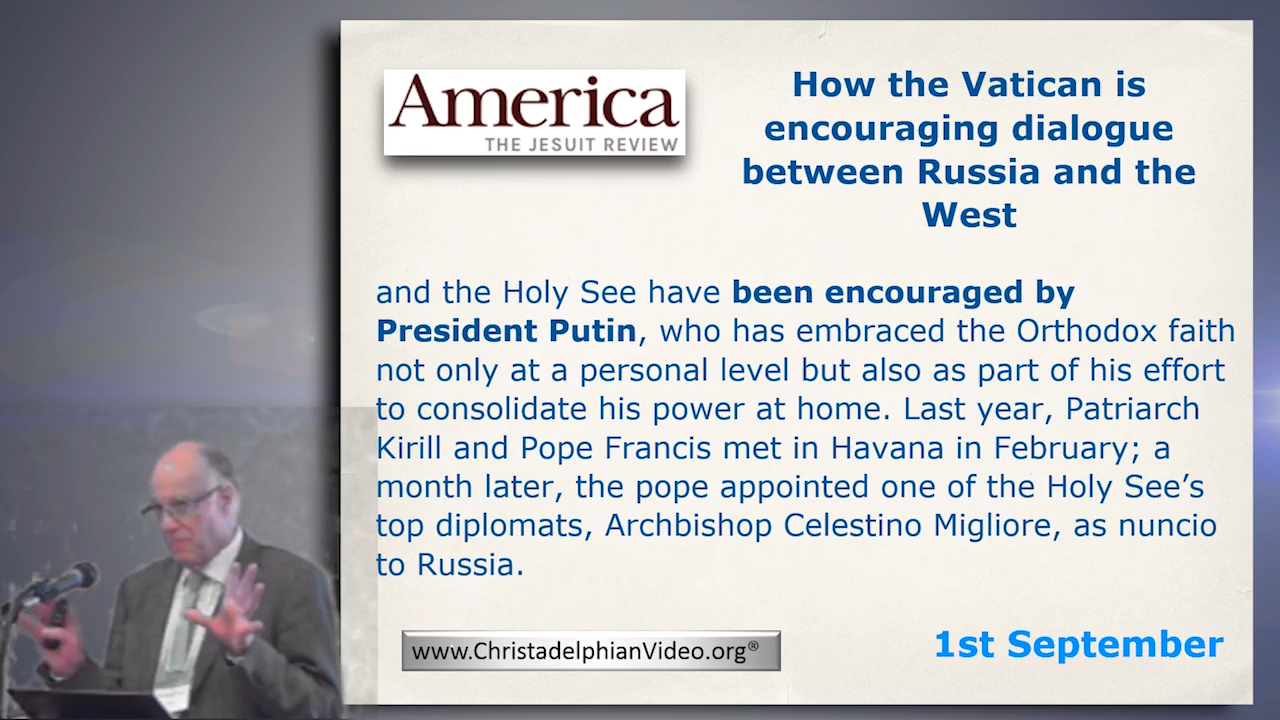 America
THE JESUIT REVIEW
How the Vatican is
encouraging dialogue
between Russia and the
West
and the Holy See have been encouraged by
President Putin, who has embraced the Orthodox faith
not only at a personal level but also as part of his effort
to consolidate his power at home. Last year, Patriarch
Kirill and Pope Francis met in Havana in February; a
month later, the pope appointed one of the Holy See’s
top diplomats, Archbishop Celestino Migliore, as nuncio
to Russia.
www.ChristadelphianVideo.org®
1st September